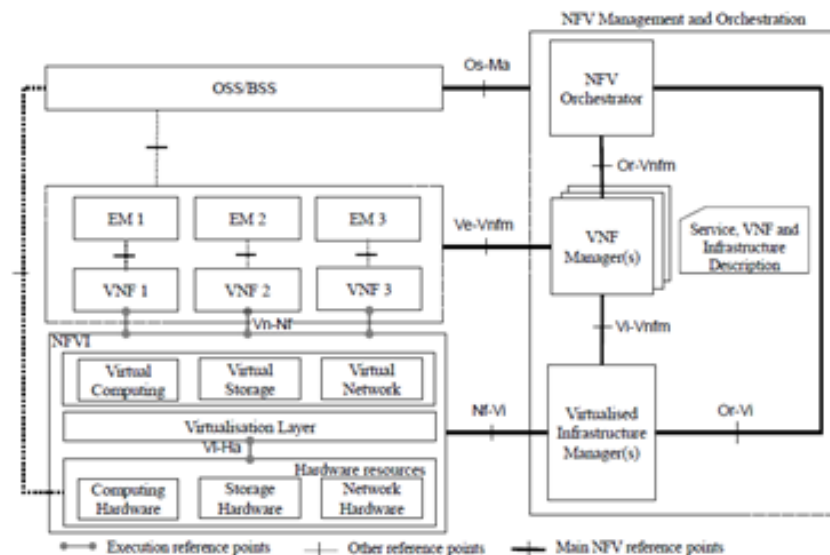 NFV Management and Orchestration
Os-Ma
OSS/BSS
NFV
Orchestrator
Or-Vnfm
EM 1
EM 2
EM 3
Ve-Vnfm
VNF
Manager(s)
Service, VNF and
Infrastructure
Description
VNF 1
VNF 2
VNF 3
Vn-Nf
NFVI
Vi-Vnfm
Virtual
Computing
Virtual
Storage
Virtual
Network
Nf-Vi
Virtualised
Infrastructure
Manager(s)
Or-Vi
Virtualisation Layer
Vl-Ha
Hardware resources
Computing
Hardware
Storage
Hardware
Network
Hardware
Execution reference points
Other reference points
Main NFV reference points